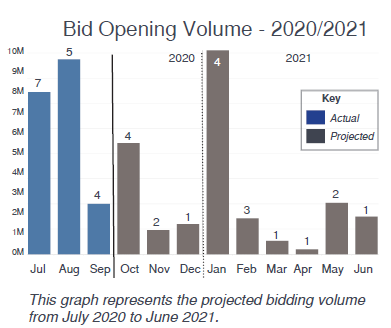 Bid Opening Volume - 2020/2021
2020
2021
10M
9M
8M
7M
6M
5M
4M
3M
2M
1M
0M
7
5
4
4
2
1
4
3
1
1
2
1
Key
Actual
Projected
Jul Aug Sep Oct Nov Dec Jan Feb Mar Apr May Jun
This graph represents the projected bidding volume
from July 2020 to June 2021.